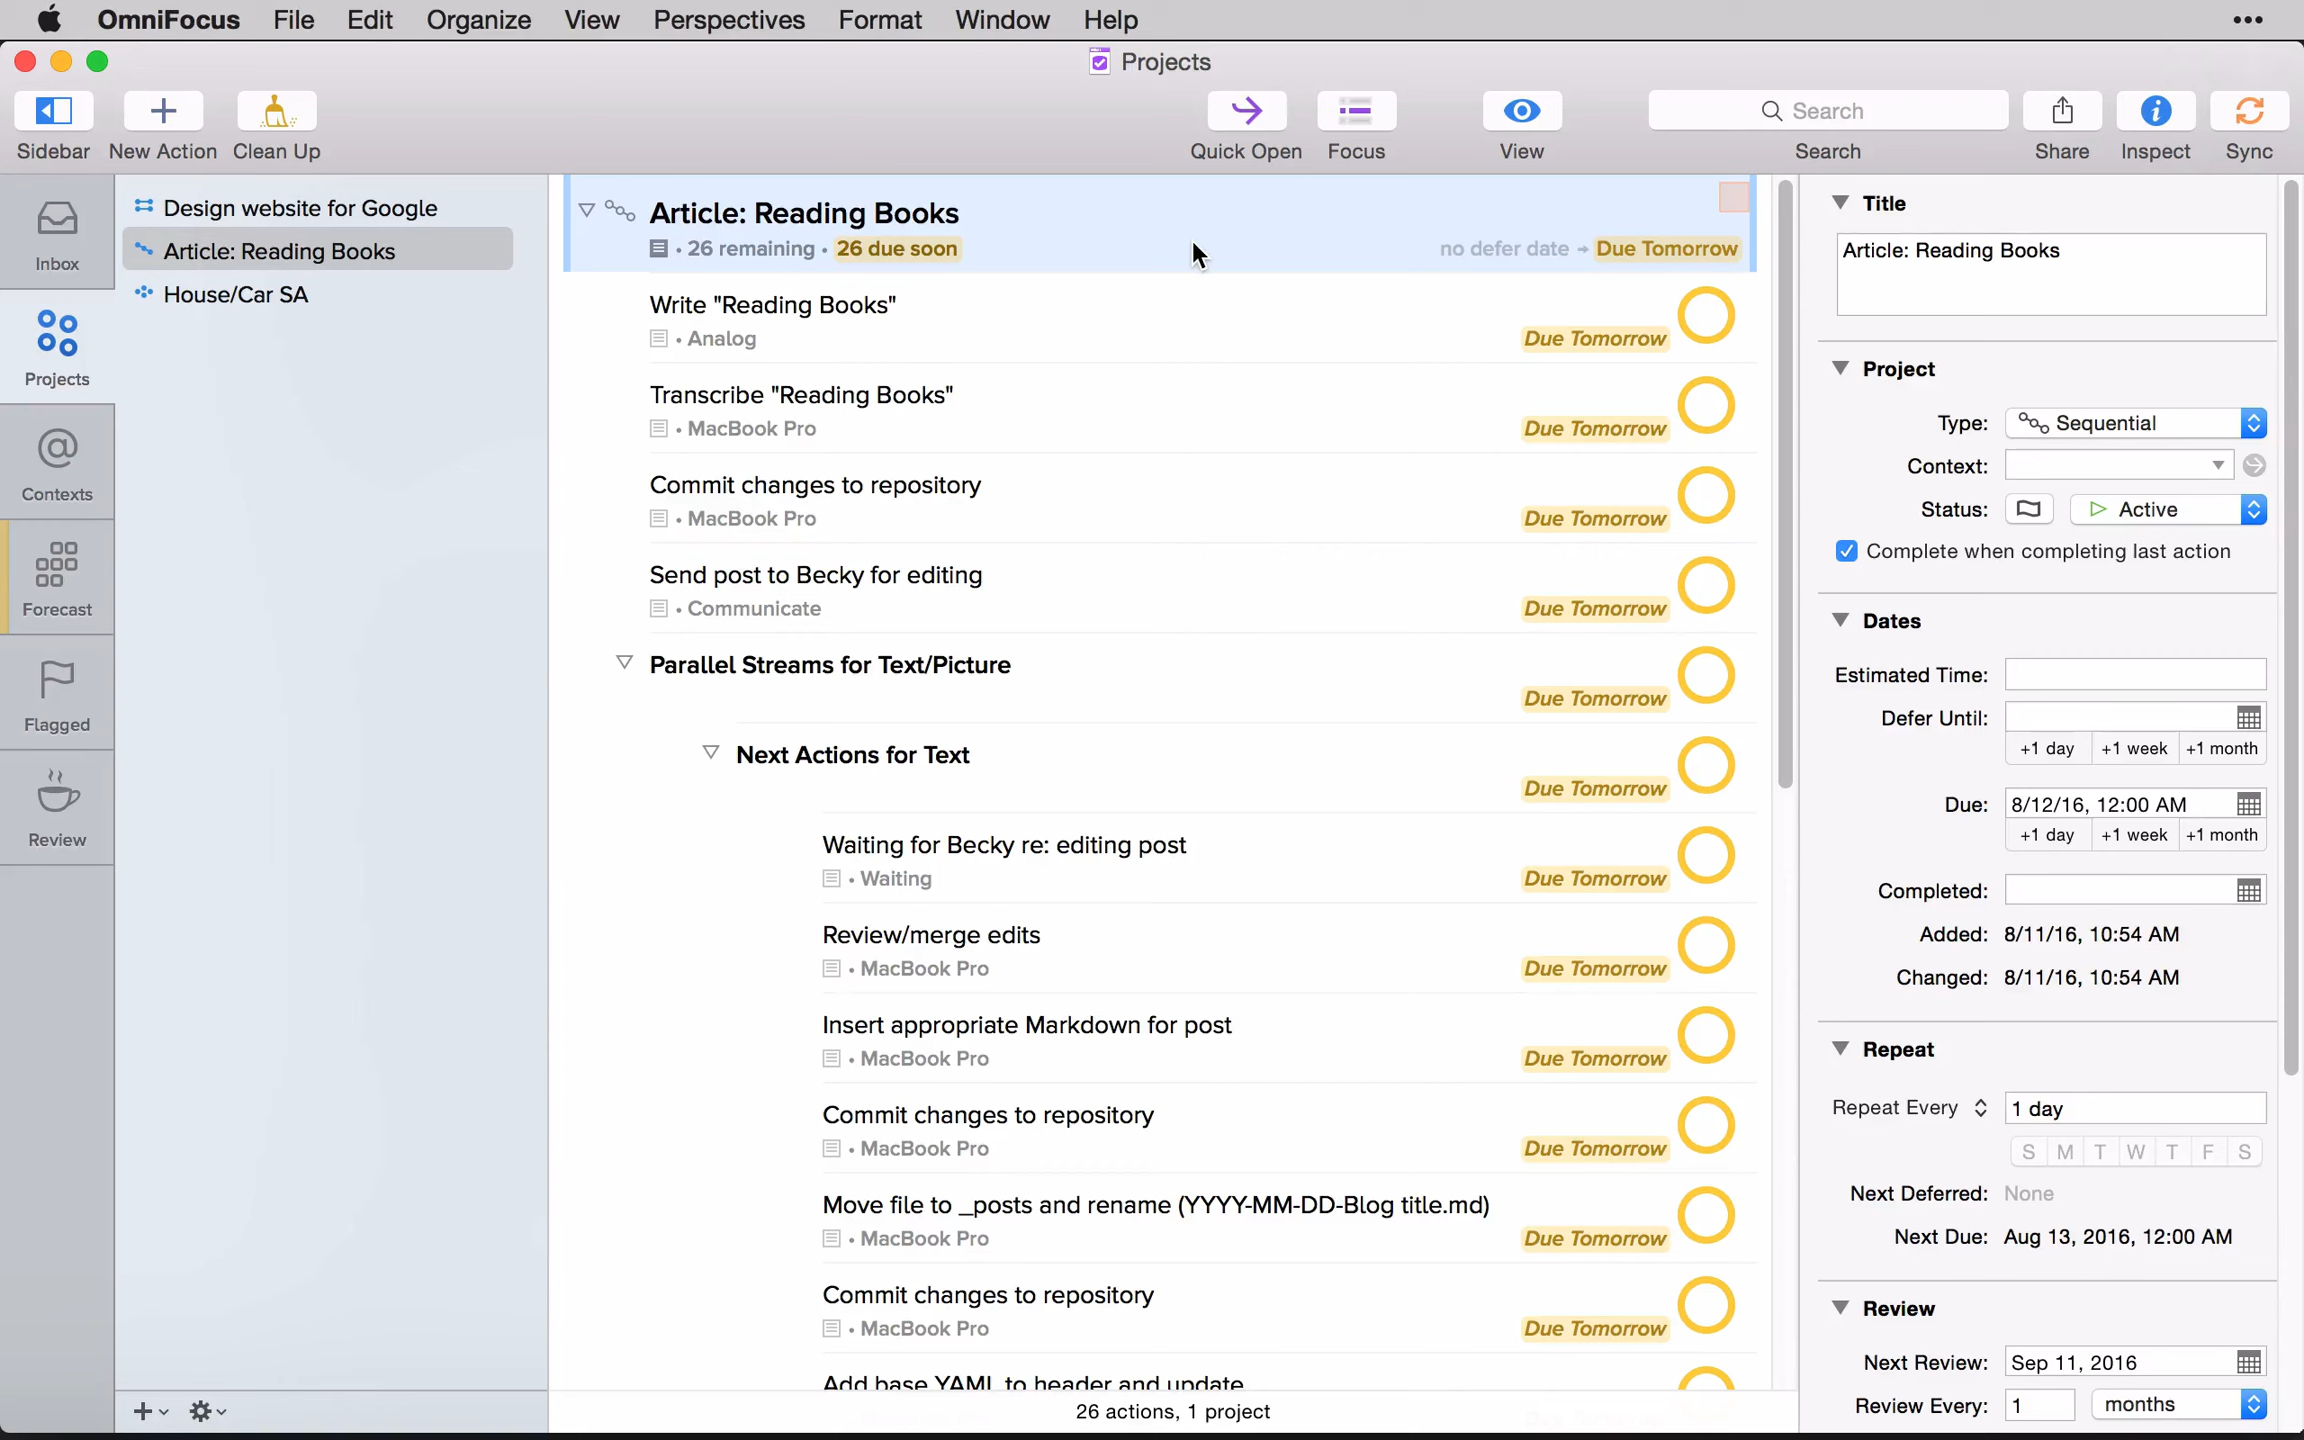 OmniFocus File Edit Organize View Perspectives Format Window Help
Projects
Search
Sidebar New Action Clean Up Quick Open Focus View Search Share Inspect Sync
Inbox
Projects
Contexts
Forecast
Flagged
Review
Design website for Google
Article: Reading Books
House/Car SA
Article: Reading Books
• 26 remaining • 26 due soon no defer date → Due Tomorrow
Write "Reading Books"
• Analog Due Tomorrow
Transcribe "Reading Books"
• MacBook Pro Due Tomorrow
Commit changes to repository
• MacBook Pro Due Tomorrow
Send post to Becky for editing
• Communicate Due Tomorrow
Parallel Streams for Text/Picture
Due Tomorrow
Next Actions for Text
Due Tomorrow
Waiting for Becky re: editing post
• Waiting Due Tomorrow
Review/merge edits
• MacBook Pro Due Tomorrow
Insert appropriate Markdown for post
• MacBook Pro Due Tomorrow
Commit changes to repository
• MacBook Pro Due Tomorrow
Move file to _posts and rename (YYYY-MM-DD-Blog title.md)
• MacBook Pro Due Tomorrow
Commit changes to repository
• MacBook Pro Due Tomorrow
Add base YAML to header and update
26 actions, 1 project
Title
Article: Reading Books
Project
Type: Sequential
Context:
Status: Active
Complete when completing last action
Dates
Estimated Time:
Defer Until:
+1 day +1 week +1 month
Due: 8/12/16, 12:00 AM
+1 day +1 week +1 month
Completed:
Added: 8/11/16, 10:54 AM
Changed: 8/11/16, 10:54 AM
Repeat
Repeat Every 1 day
S M T W T F S
Next Deferred: None
Next Due: Aug 13, 2016, 12:00 AM
Review
Next Review: Sep 11, 2016
Review Every: 1 months